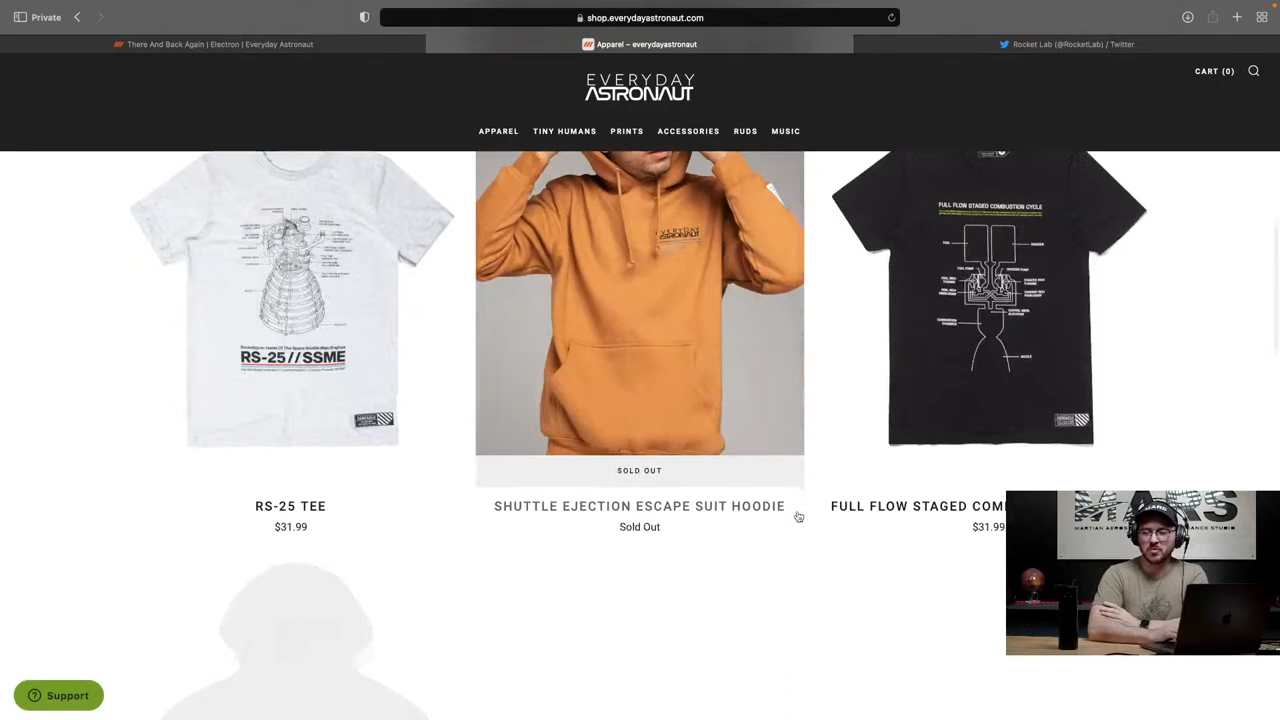 Private
shop.everydayastronaut.com
There And Back Again | Electron | Everyday Astronaut
Apparel – everydayastronaut
Rocket Lab (@RocketLab) / Twitter
EVERYDAY
ASTRONAUT
CART (0)
APPAREL
TINY HUMANS
PRINTS
ACCESSORIES
RUDS
MUSIC
RS-25 // SSME
EVERYDAY
ASTRONAUT
FULL FLOW STAGED COMBUSTION CYCLE
SOLD OUT
RS-25 TEE
$31.99
SHUTTLE EJECTION ESCAPE SUIT HOODIE
Sold Out
FULL FLOW STAGED COM
$31.99
MARS
Support